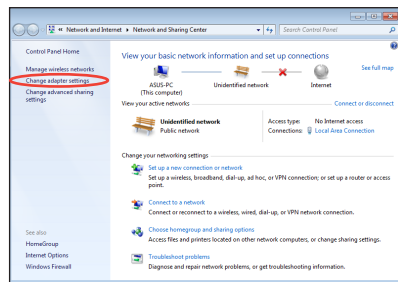 « Network and Internet ▸ Network and Sharing Center
Search Control Panel
Control Panel Home
Manage wireless networks
Change adapter settings
Change advanced sharing
settings
See also
HomeGroup
Internet Options
Windows Firewall
View your basic network information and set up connections
See full map
ASUS-PC
(This computer)
Unidentified network
Internet
View your active networks
Connect or disconnect
Unidentified network
Public network
Access type: No Internet access
Connections: Local Area Connection
Change your networking settings
Set up a new connection or network
Set up a wireless, broadband, dial-up, ad hoc, or VPN connection; or set up a router or access
point.
Connect to a network
Connect or reconnect to a wireless, wired, dial-up, or VPN network connection.
Choose homegroup and sharing options
Access files and printers located on other network computers, or change sharing settings.
Troubleshoot problems
Diagnose and repair network problems, or get troubleshooting information.